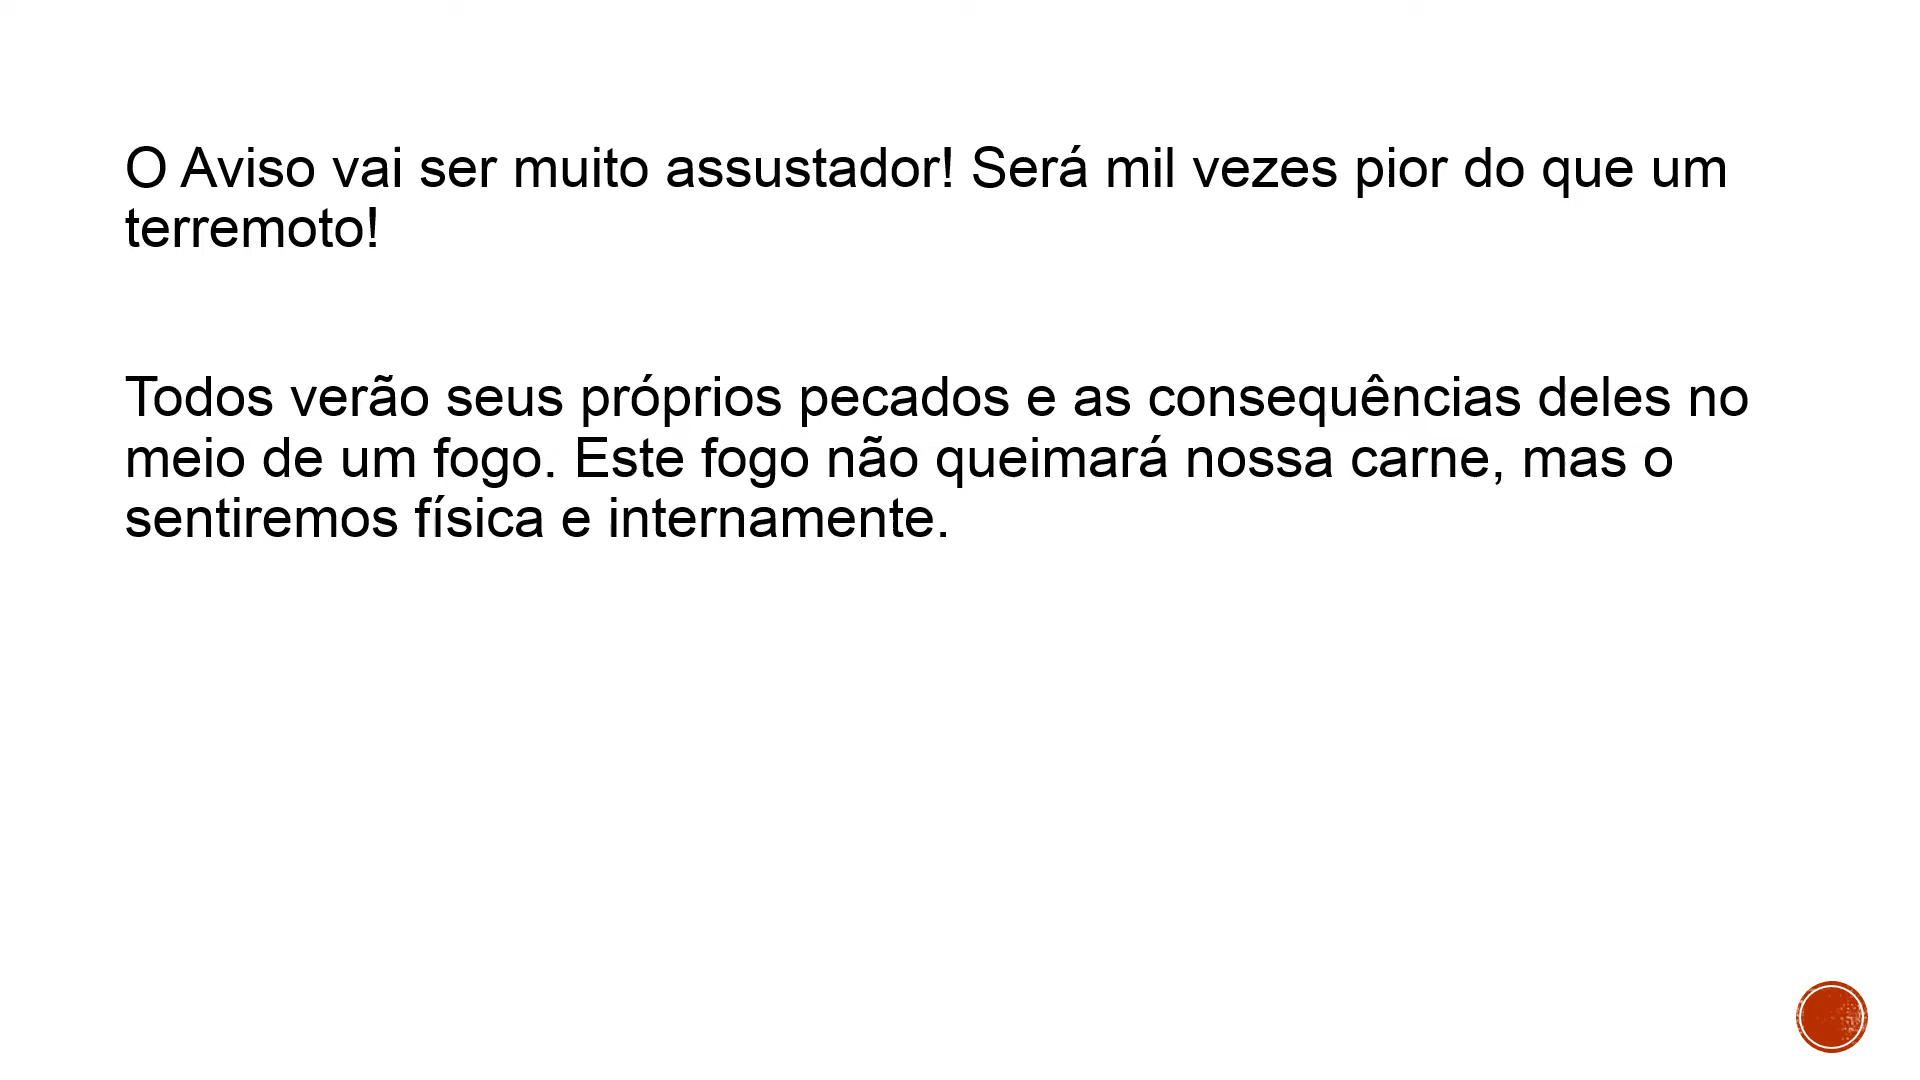 O Aviso vai ser muito assustador! Será mil vezes pior do que um
terremoto!
Todos verão seus próprios pecados e as consequências deles no
meio de um fogo. Este fogo não queimará nossa carne, mas o
sentiremos física e internamente.